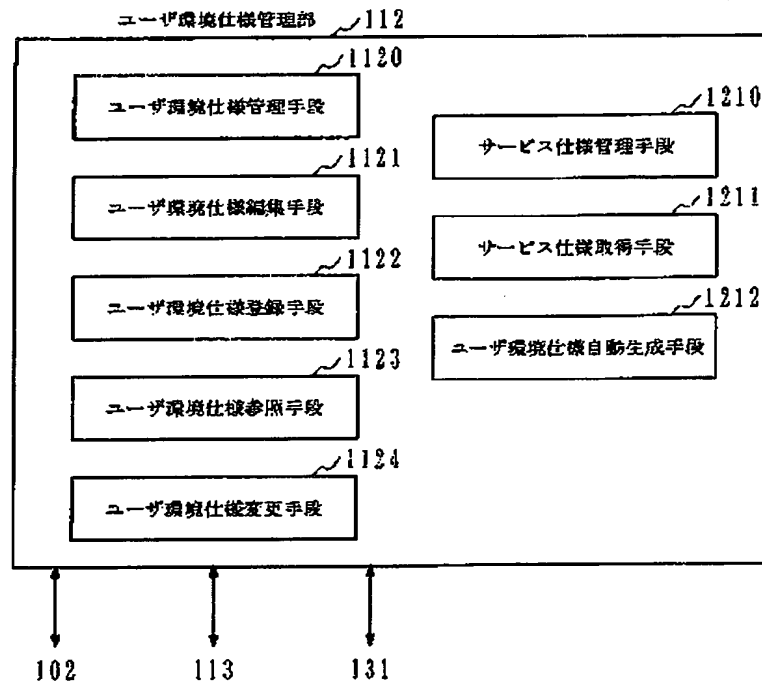 ユーザ環境仕様管理部 112
1120
ユーザ環境仕様管理手段
1121
ユーザ環境仕様編集手段
1122
ユーザ環境仕様登録手段
1123
ユーザ環境仕様参照手段
1124
ユーザ環境仕様変更手段
1210
サービス仕様管理手段
1211
サービス仕様取得手段
1212
ユーザ環境仕様自動生成手段
102 113 131